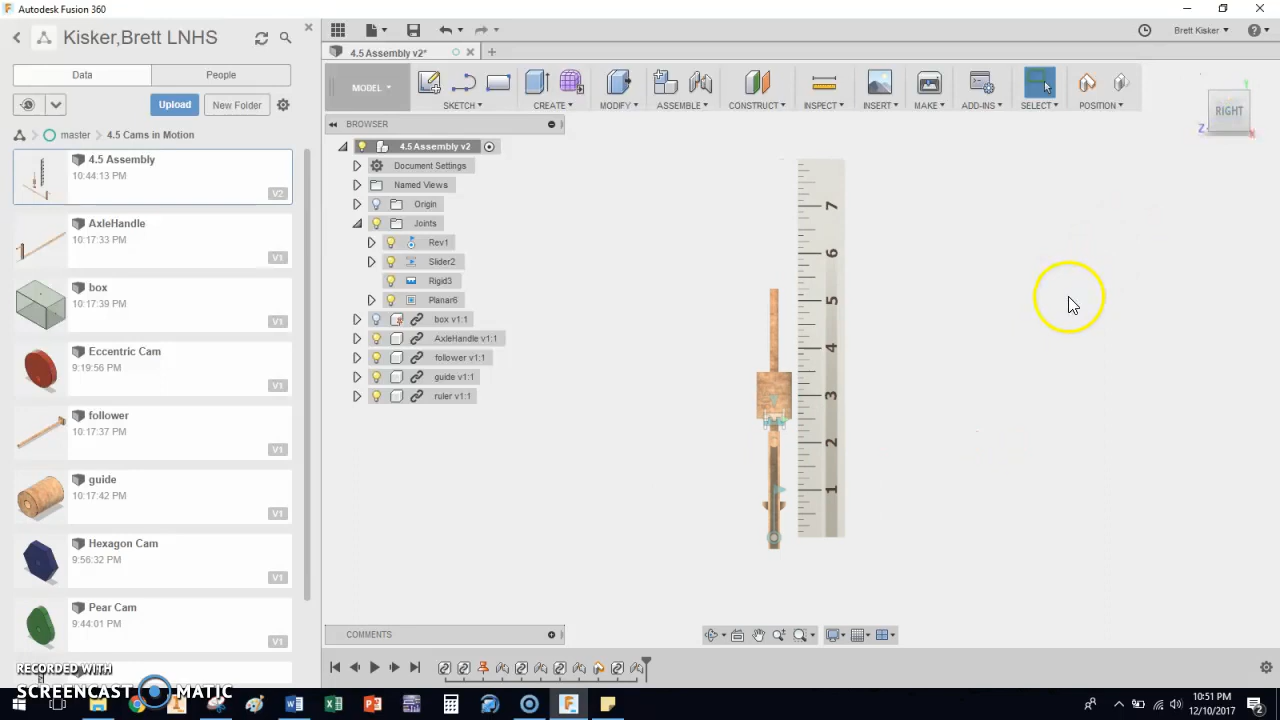 Autodesk Fusion 360
Kisker,Brett LNHS
Data
People
Upload
New Folder
master
4.5 Cams in Motion
4.5 Assembly
10:44:13 PM
V2
10:17:33 PM
V1
box
10:17:39 PM
V1
Eccentric Cam
9:19:56 PM
V1
follower
V1
guide
10:17:42 PM
V1
Hexagon Cam
9:56:32 PM
V1
Pear Cam
9:44:01 PM
V1
RECORDED WITH
SCREENCAST MATIC
4.5 Assembly v2*
Brett Kisker
MODEL
SKETCH
CREATE
MODIFY
ASSEMBLE
CONSTRUCT
INSPECT
INSERT
MAKE
ADD-INS
SELECT
POSITION
RIGHT
Z
BROWSER
4.5 Assembly v2
Document Settings
Named Views
Origin
Joints
Rev1
Slider2
Rigid3
Planar6
box v1:1
AxleHandle v1:1
follower v1:1
guide v1:1
ruler v1:1
7
6
5
4
3
2
1
COMMENTS
10:51 PM
12/10/2017
2